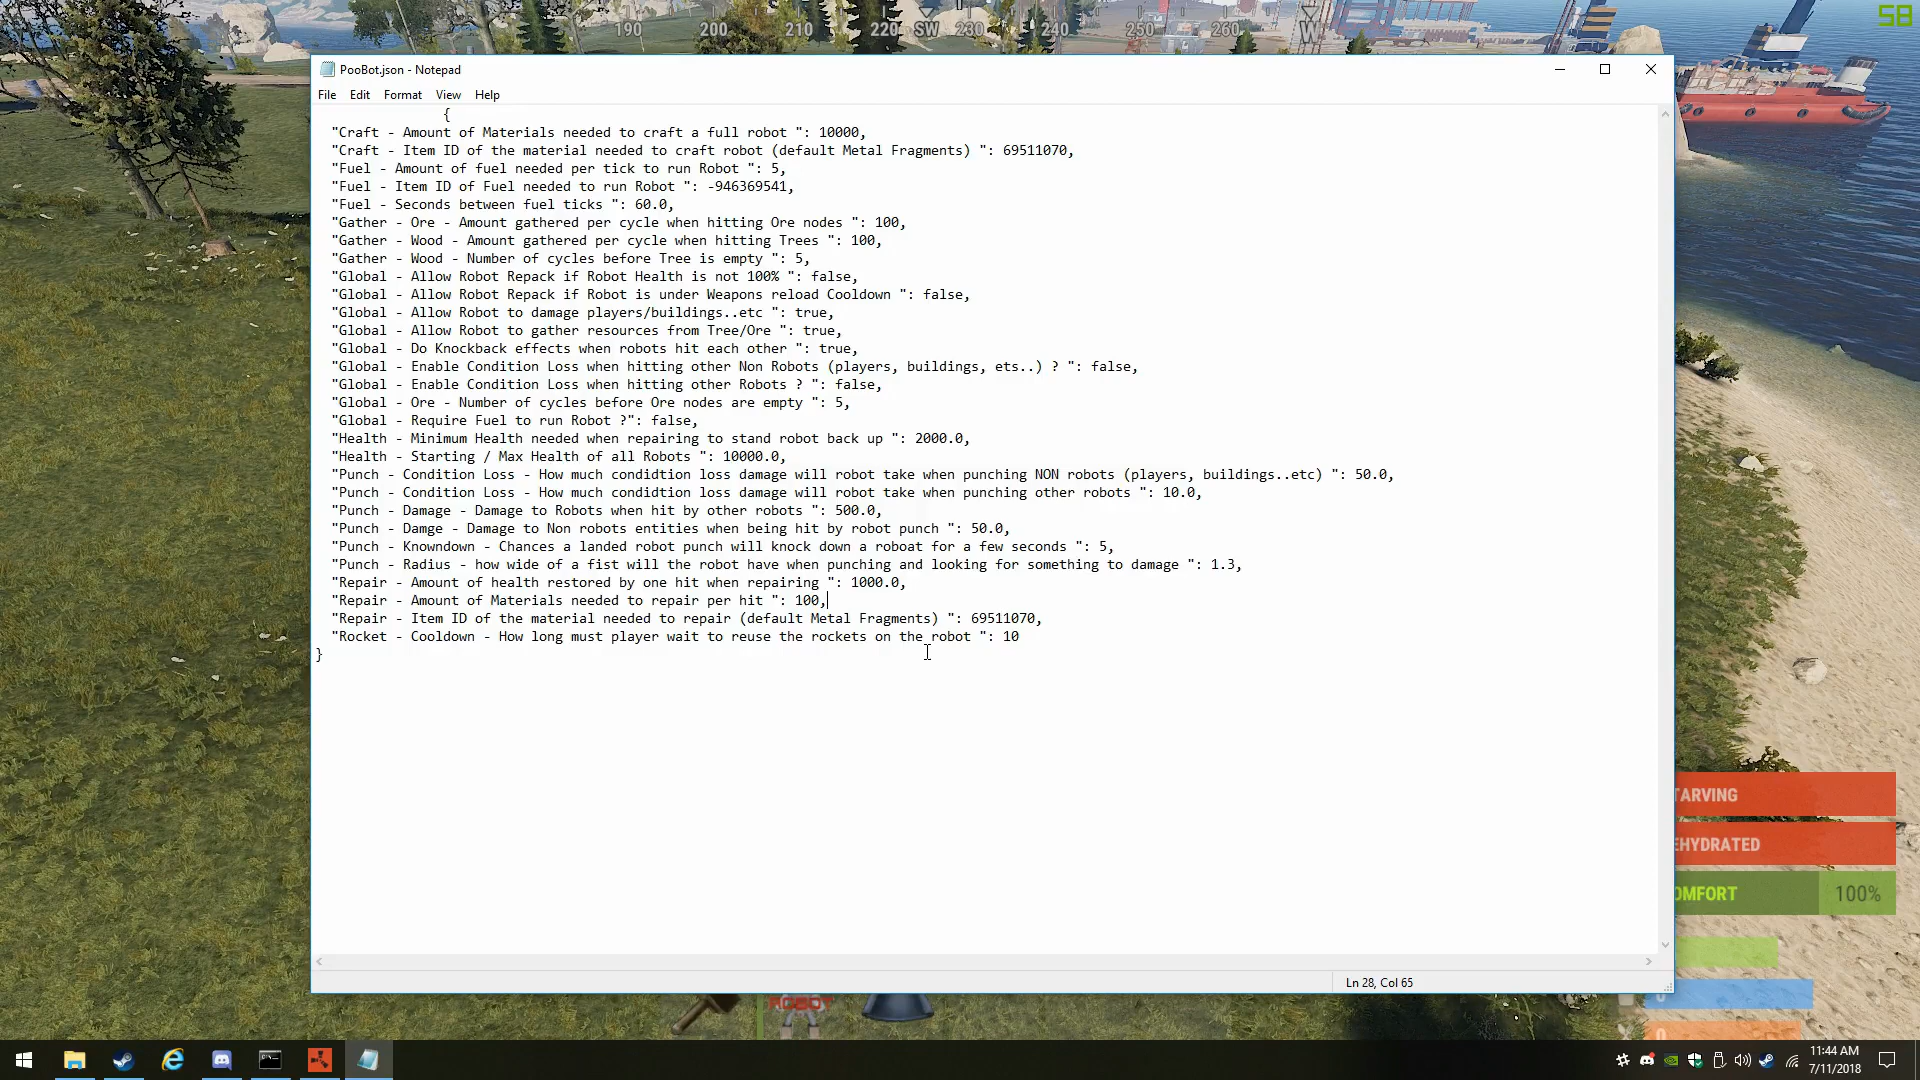 190 200 210 220 SW 230 240 250 260 W
58
PooBot.json - Notepad
File Edit Format View Help
{
"Craft - Amount of Materials needed to craft a full robot ": 10000,
"Craft - Item ID of the material needed to craft robot (default Metal Fragments) ": 69511070,
"Fuel - Amount of fuel needed per tick to run Robot ": 5,
"Fuel - Item ID of Fuel needed to run Robot ": -946369541,
"Fuel - Seconds between fuel ticks ": 60.0,
"Gather - Ore - Amount gathered per cycle when hitting Ore nodes ": 100,
"Gather - Wood - Amount gathered per cycle when hitting Trees ": 100,
"Gather - Wood - Number of cycles before Tree is empty ": 5,
"Global - Allow Robot Repack if Robot Health is not 100% ": false,
"Global - Allow Robot Repack if Robot is under Weapons reload Cooldown ": false,
"Global - Allow Robot to damage players/buildings..etc ": true,
"Global - Allow Robot to gather resources from Tree/Ore ": true,
"Global - Do Knockback effects when robots hit each other ": true,
"Global - Enable Condition Loss when hitting other Non Robots (players, buildings, ets..) ? ": false,
"Global - Enable Condition Loss when hitting other Robots ? ": false,
"Global - Ore - Number of cycles before Ore nodes are empty ": 5,
"Global - Require Fuel to run Robot ?": false,
"Health - Minimum Health needed when repairing to stand robot back up ": 2000.0,
"Health - Starting / Max Health of all Robots ": 10000.0,
"Punch - Condition Loss - How much condidtion loss damage will robot take when punching NON robots (players, buildings..etc) ": 50.0,
"Punch - Condition Loss - How much condidtion loss damage will robot take when punching other robots ": 10.0,
"Punch - Damage - Damage to Robots when hit by other robots ": 500.0,
"Punch - Damge - Damage to Non robots entities when being hit by robot punch ": 50.0,
"Punch - Knowndown - Chances a landed robot punch will knock down a roboat for a few seconds ": 5,
"Punch - Radius - how wide of a fist will the robot have when punching and looking for something to damage ": 1.3,
"Repair - Amount of health restored by one hit when repairing ": 1000.0,
"Repair - Amount of Materials needed to repair per hit ": 100,
"Repair - Item ID of the material needed to repair (default Metal Fragments) ": 69511070,
"Rocket - Cooldown - How long must player wait to reuse the rockets on the robot ": 10
}
TARVING
EHYDRATED
OMFORT 100%
Ln 28, Col 65
ROBOT
0
0
11:44 AM
7/11/2018